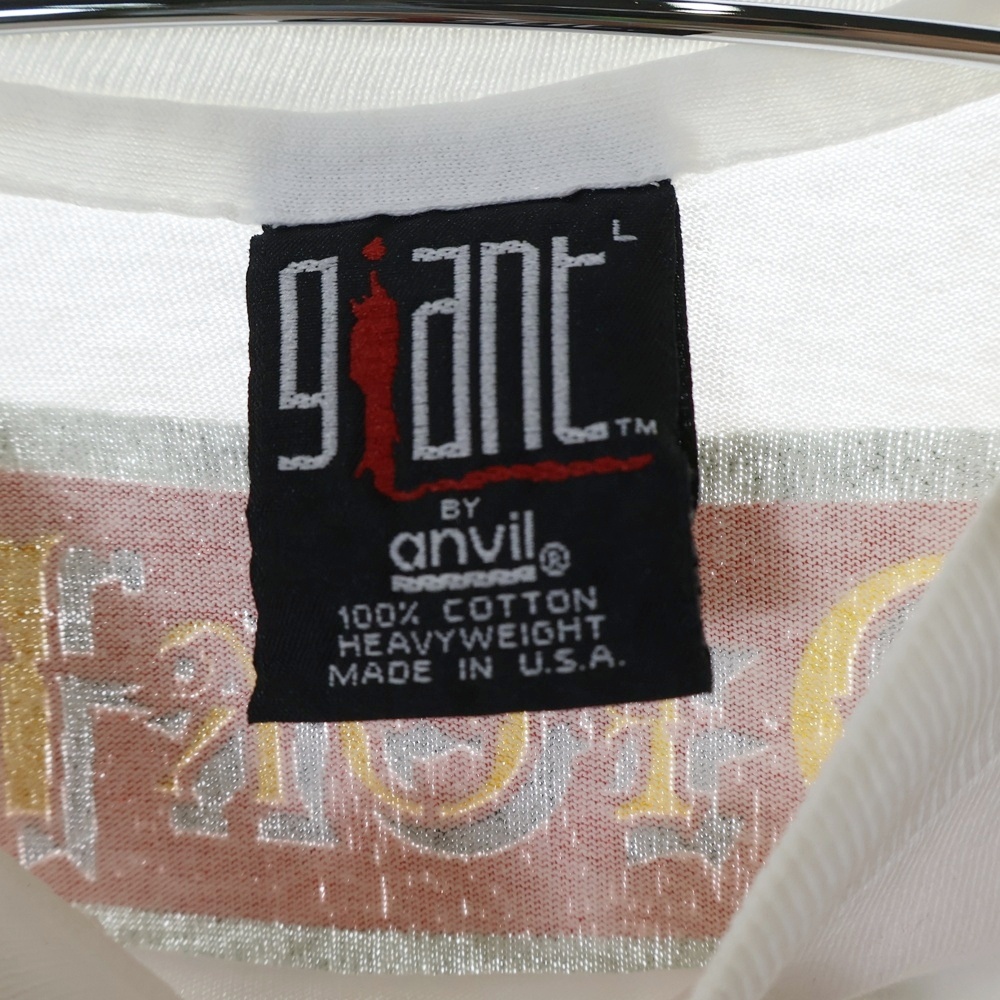 giant L
TM
BY
anvil®
100% COTTON
HEAVYWEIGHT
MADE IN U.S.A.